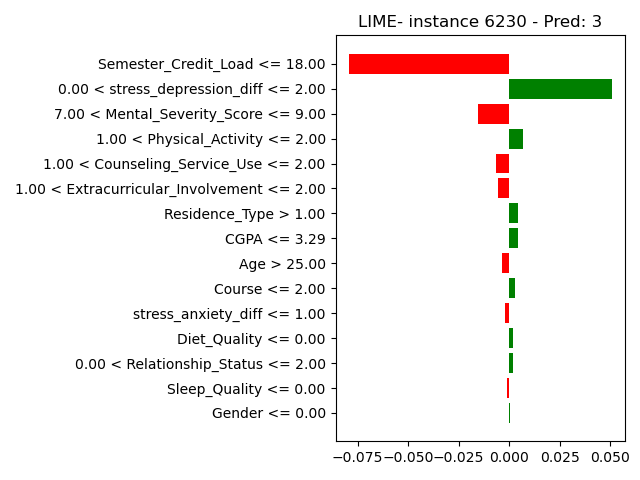 LIME- instance 6230 - Pred: 3
Semester_Credit_Load <= 18.00
0.00 < stress_depression_diff <= 2.00
7.00 < Mental_Severity_Score <= 9.00
1.00 < Physical_Activity <= 2.00
1.00 < Counseling_Service_Use <= 2.00
1.00 < Extracurricular_Involvement <= 2.00
Residence_Type > 1.00
CGPA <= 3.29
Age > 25.00
Course <= 2.00
stress_anxiety_diff <= 1.00
Diet_Quality <= 0.00
0.00 < Relationship_Status <= 2.00
Sleep_Quality <= 0.00
Gender <= 0.00
−0.075 −0.050 −0.025 0.000 0.025 0.050